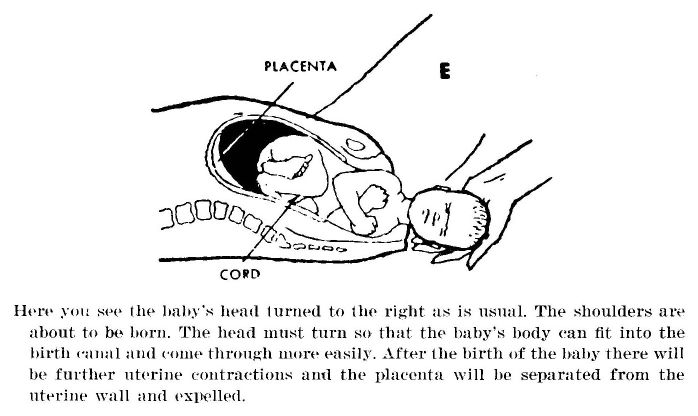 PLACENTA
E
CORD
Here you see the baby's head turned to the right as is usual. The shoulders are
about to be born. The head must turn so that the baby's body can fit into the
birth canal and come through more easily. After the birth of the baby there will
be further uterine contractions and the placenta will be separated from the
uterine wall and expelled.